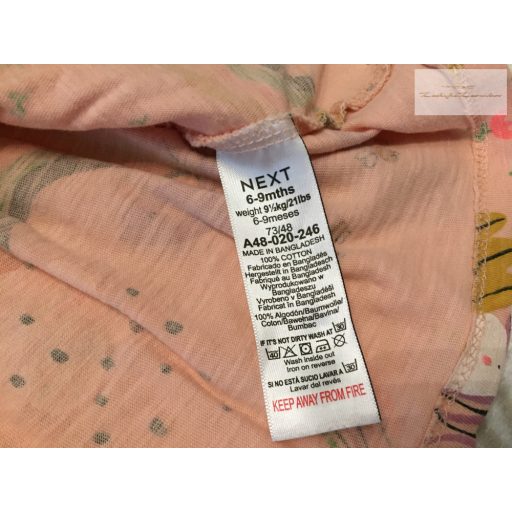 NEXT
6-9mths
weight 9½kg/21lbs
6-9meses
73/48
A48-020-246
MADE IN BANGLADESH
100% COTTON
Fabricado en Bangladés
Hergestellt in Bangladesh
Fabriqué au Bangladesh
Wyprodukowano w
Bangladeszu
Vyrobeno v Bangladéši
Fabricat în Bangladesh
100% Algodón/Baumwolle/
Coton/Bawełna/Bavlna/
Bumbac
IF IT'S NOT DIRTY WASH AT 30
40
Wash inside out
Iron on reverse
SI NO ESTÁ SUCIO LAVAR A 30
Lavar del revés
KEEP AWAY FROM FIRE